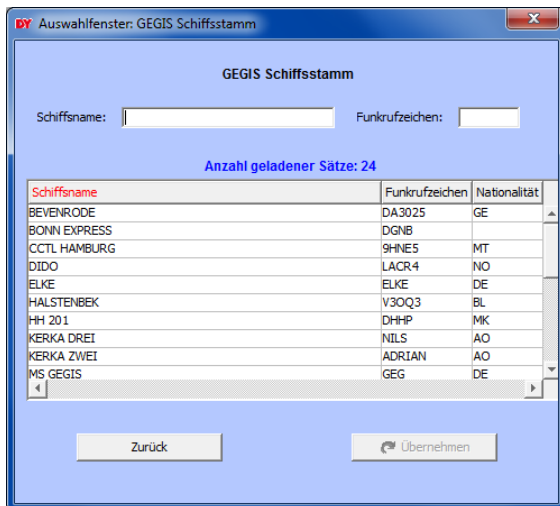 DY Auswahlfenster: GEGIS Schiffsstamm
GEGIS Schiffsstamm
Schiffsname: Funkrufzeichen:
Anzahl geladener Sätze: 24
Schiffsname Funkrufzeichen Nationalität
BEVENRODE DA3025 GE
BONN EXPRESS DGNB
CCTL HAMBURG 9HNE5 MT
DIDO LACR4 NO
ELKE ELKE DE
HALSTENBEK V3OQ3 BL
HH 201 DHHP MK
KERKA DREI NILS AO
KERKA ZWEI ADRIAN AO
MS GEGIS GEG DE
Zurück Übernehmen